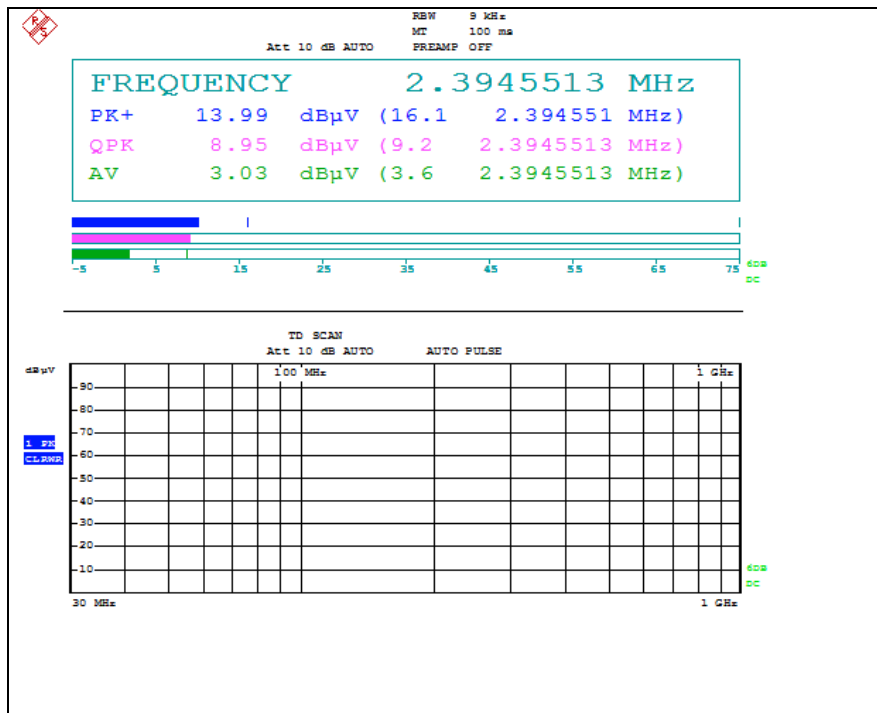 R S
RBW 9 kHz
MT 100 ms
Att 10 dB AUTO PREAMP OFF
FREQUENCY 2.3945513 MHz
PK+ 13.99 dBµV (16.1 2.394551 MHz)
QPK 8.95 dBµV (9.2 2.3945513 MHz)
AV 3.03 dBµV (3.6 2.3945513 MHz)
-5 5 15 25 35 45 55 65 75
6DB
DC
TD SCAN
Att 10 dB AUTO AUTO PULSE
dBµV
100 MHz 1 GHz
90
80
70
1 PK
60
CLRWR
50
40
30
20
10
6DB
DC
30 MHz 1 GHz